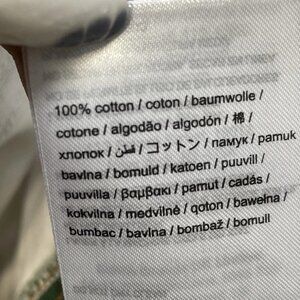 100% cotton / coton / baumwolle /
cotone / algodão / algodón / 棉 /
хлопок / قطن / コットン / памук / pamuk
bavlna / bomuld / katoen / puuvill /
puuvilla / βαμβακι / pamut / cadás /
kokvilna / medvilnė / qoton / bawełna /
bumbac / bavlna / bombaž / bomull